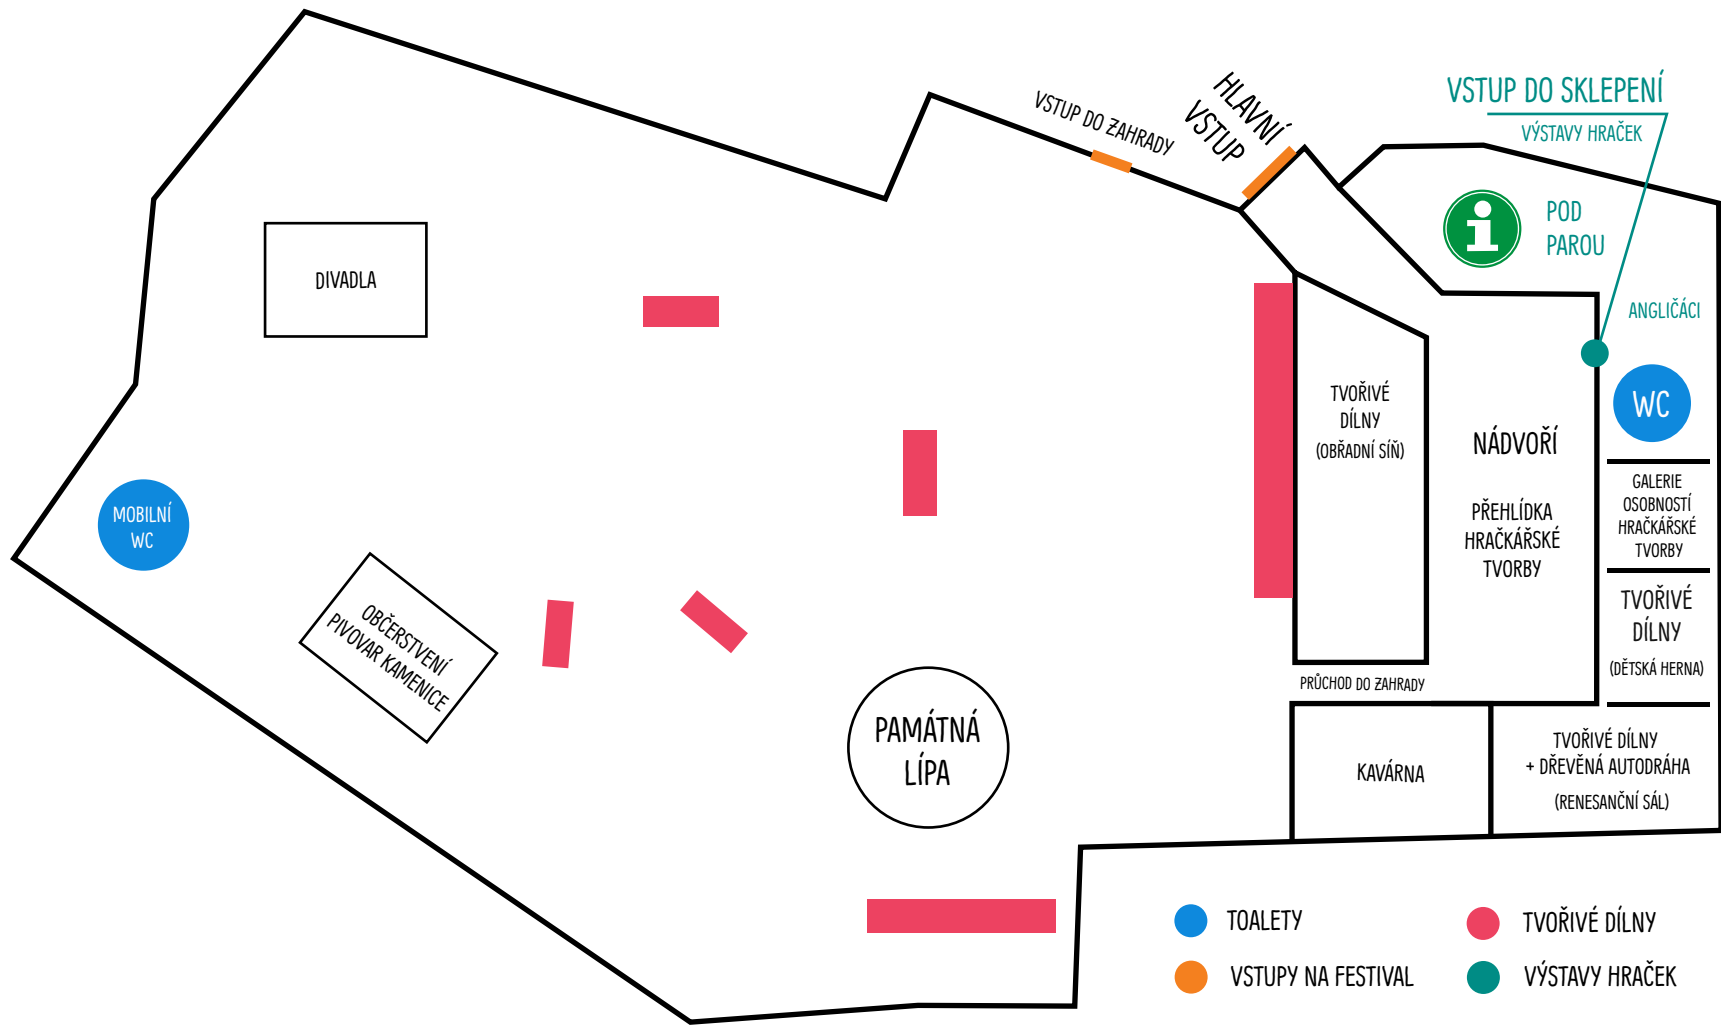 VSTUP DO ZAHRADY
HLAVNÍ
VSTUP
VSTUP DO SKLEPENÍ
VÝSTAVY HRAČEK
POD
PAROU
ANGLIČÁCI
WC
DIVADLA
TVOŘIVÉ
DÍLNY
(OBŘADNÍ SÍŇ)
NÁDVOŘÍ
PŘEHLÍDKA
HRAČKÁŘSKÉ
TVORBY
GALERIE
OSOBNOSTÍ
HRAČKÁŘSKÉ
TVORBY
TVOŘIVÉ
DÍLNY
(DĚTSKÁ HERNA)
MOBILNÍ
WC
OBČERSTVENÍ
PIVOVAR KAMENICE
PAMÁTNÁ
LÍPA
PRŮCHOD DO ZAHRADY
KAVÁRNA
TVOŘIVÉ DÍLNY
+ DŘEVĚNÁ AUTODRÁHA
(RENESANČNÍ SÁL)
TOALETY
TVOŘIVÉ DÍLNY
VSTUPY NA FESTIVAL
VÝSTAVY HRAČEK